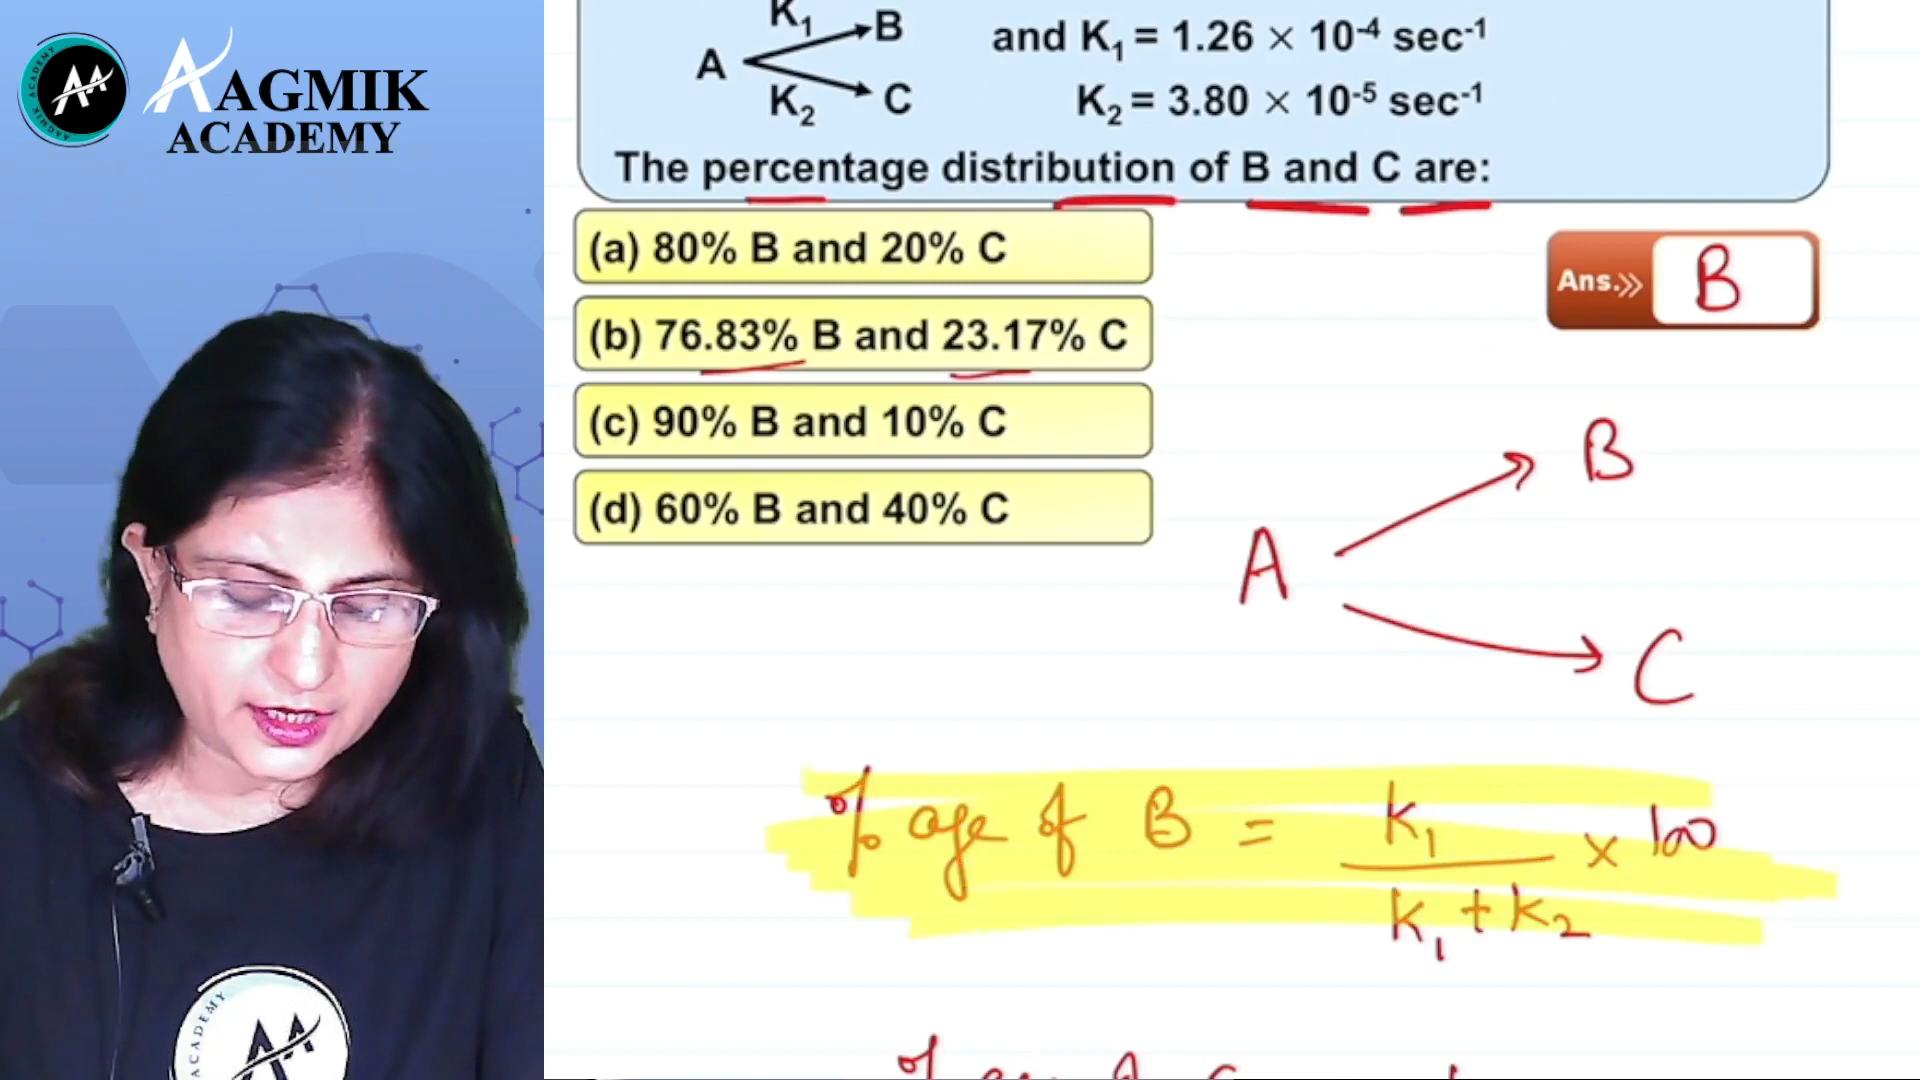 AAGMIK
ACADEMY
K1
B
A
K2
C
and K1 = 1.26 × 10-4 sec-1
K2 = 3.80 × 10-5 sec-1
The percentage distribution of B and C are:
(a) 80% B and 20% C
(b) 76.83% B and 23.17% C
(c) 90% B and 10% C
(d) 60% B and 40% C
Ans.>> B
B
A
C
% age of B = K1 / K1 + K2 × 100
ACADEMY